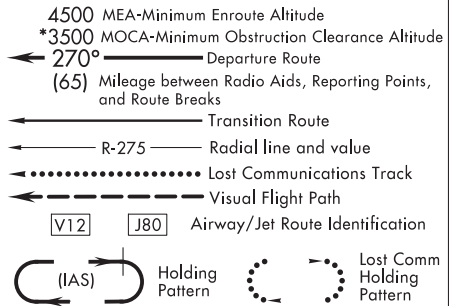 4500 MEA-Minimum Enroute Altitude
*3500 MOCA-Minimum Obstruction Clearance Altitude
270° Departure Route
(65) Mileage between Radio Aids, Reporting Points,
and Route Breaks
Transition Route
R-275 Radial line and value
Lost Communications Track
Visual Flight Path
V12 J80 Airway/Jet Route Identification
(IAS) Holding
Pattern
Lost Comm
Holding
Pattern